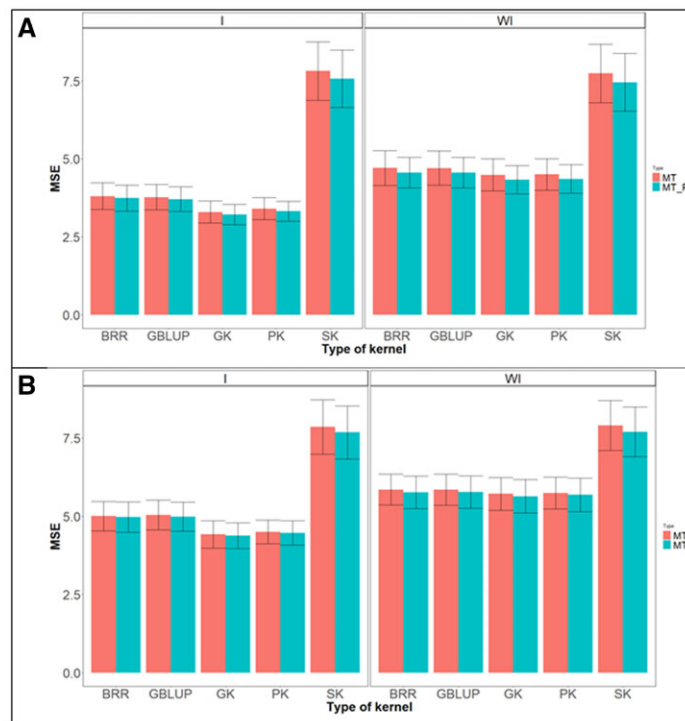 A
I
WI
7.5
5.0
2.5
0.0
MSE
BRR GBLUP GK PK SK
BRR GBLUP GK PK SK
Type of kernel
Type
MT
MT_P
B
I
WI
7.5
5.0
2.5
0.0
MSE
BRR GBLUP GK PK SK
BRR GBLUP GK PK SK
Type of kernel
Type
MT
MT